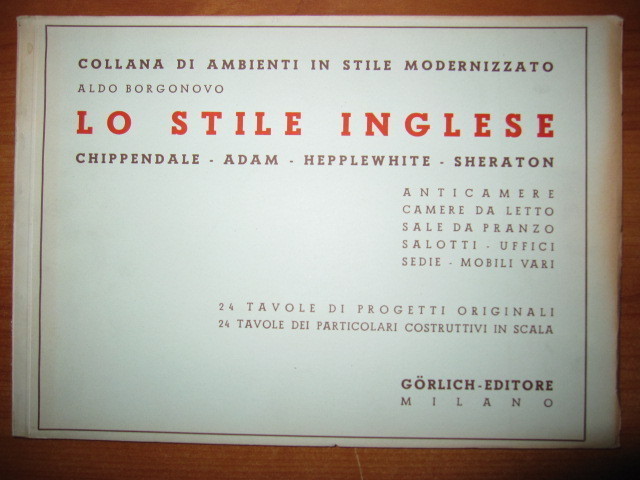 COLLANA DI AMBIENTI IN STILE MODERNIZZATO
ALDO BORGONOVO
LO STILE INGLESE
CHIPPENDALE - ADAM - HEPPLEWHITE - SHERATON
ANTICAMERE
CAMERE DA LETTO
SALE DA PRANZO
SALOTTI - UFFICI
SEDIE - MOBILI VARI
24 TAVOLE DI PROGETTI ORIGINALI
24 TAVOLE DEI PARTICOLARI COSTRUTTIVI IN SCALA
GÖRLICH-EDITORE
MILANO